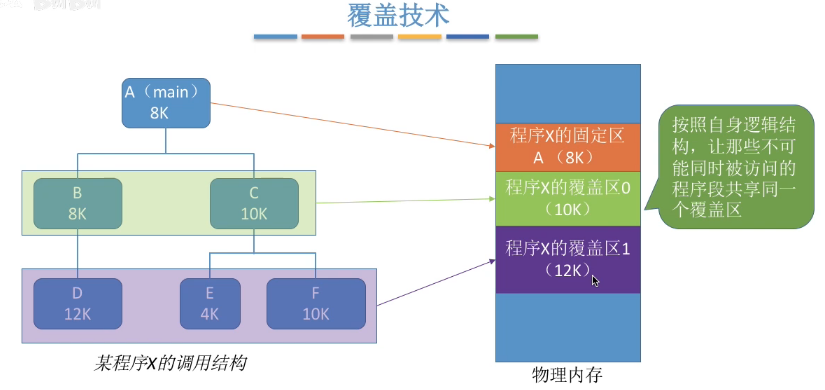 覆盖技术
A（main）
8K
B
8K
C
10K
D
12K
E
4K
F
10K
某程序X的调用结构
程序X的固定区
A （8K）
程序X的覆盖区0
（10K）
程序X的覆盖区1
（12K）
物理内存
按照自身逻辑结
构，让那些不可
能同时被访问的
程序段共享同一
个覆盖区